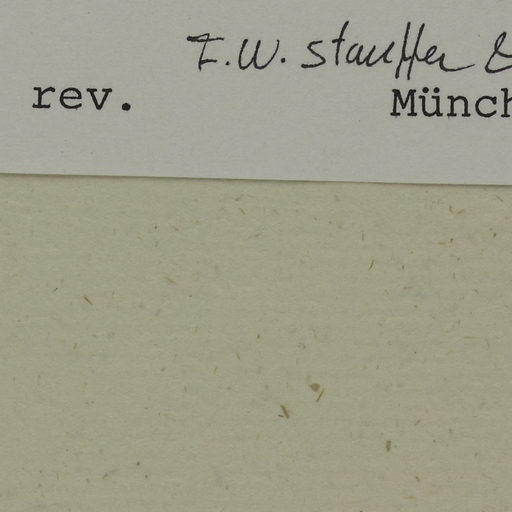 F.W. Stauffer &
rev. Münch